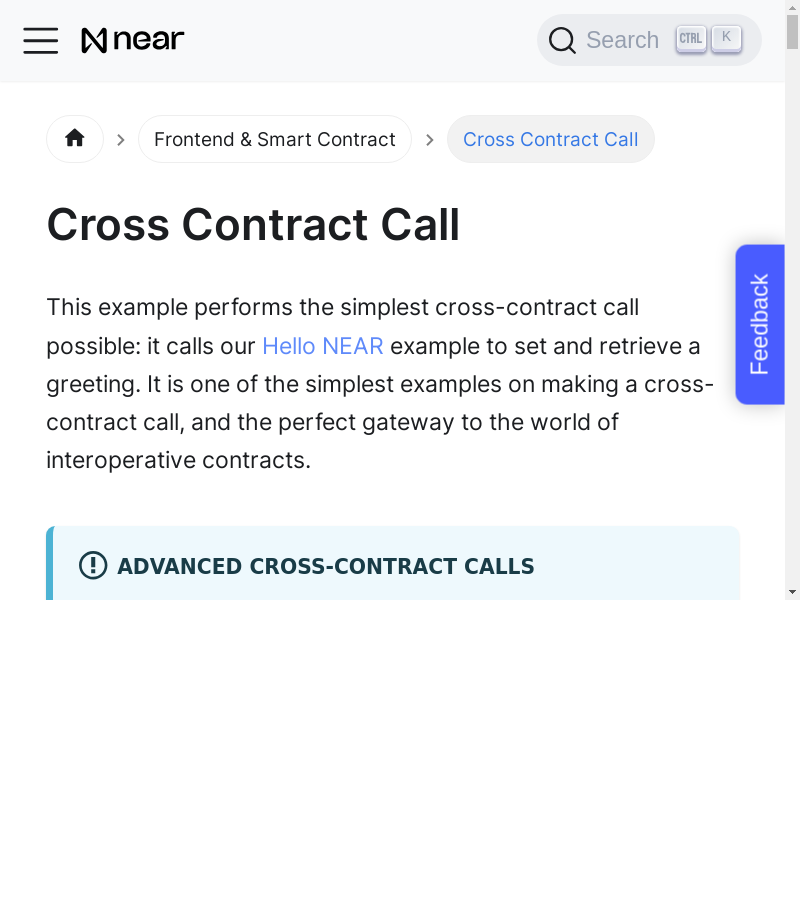 near
Search CTRL K
Frontend & Smart Contract
Cross Contract Call
Cross Contract Call
Feedback
This example performs the simplest cross-contract call
possible: it calls our Hello NEAR example to set and retrieve a
greeting. It is one of the simplest examples on making a cross-
contract call, and the perfect gateway to the world of
interoperative contracts.
ADVANCED CROSS-CONTRACT CALLS